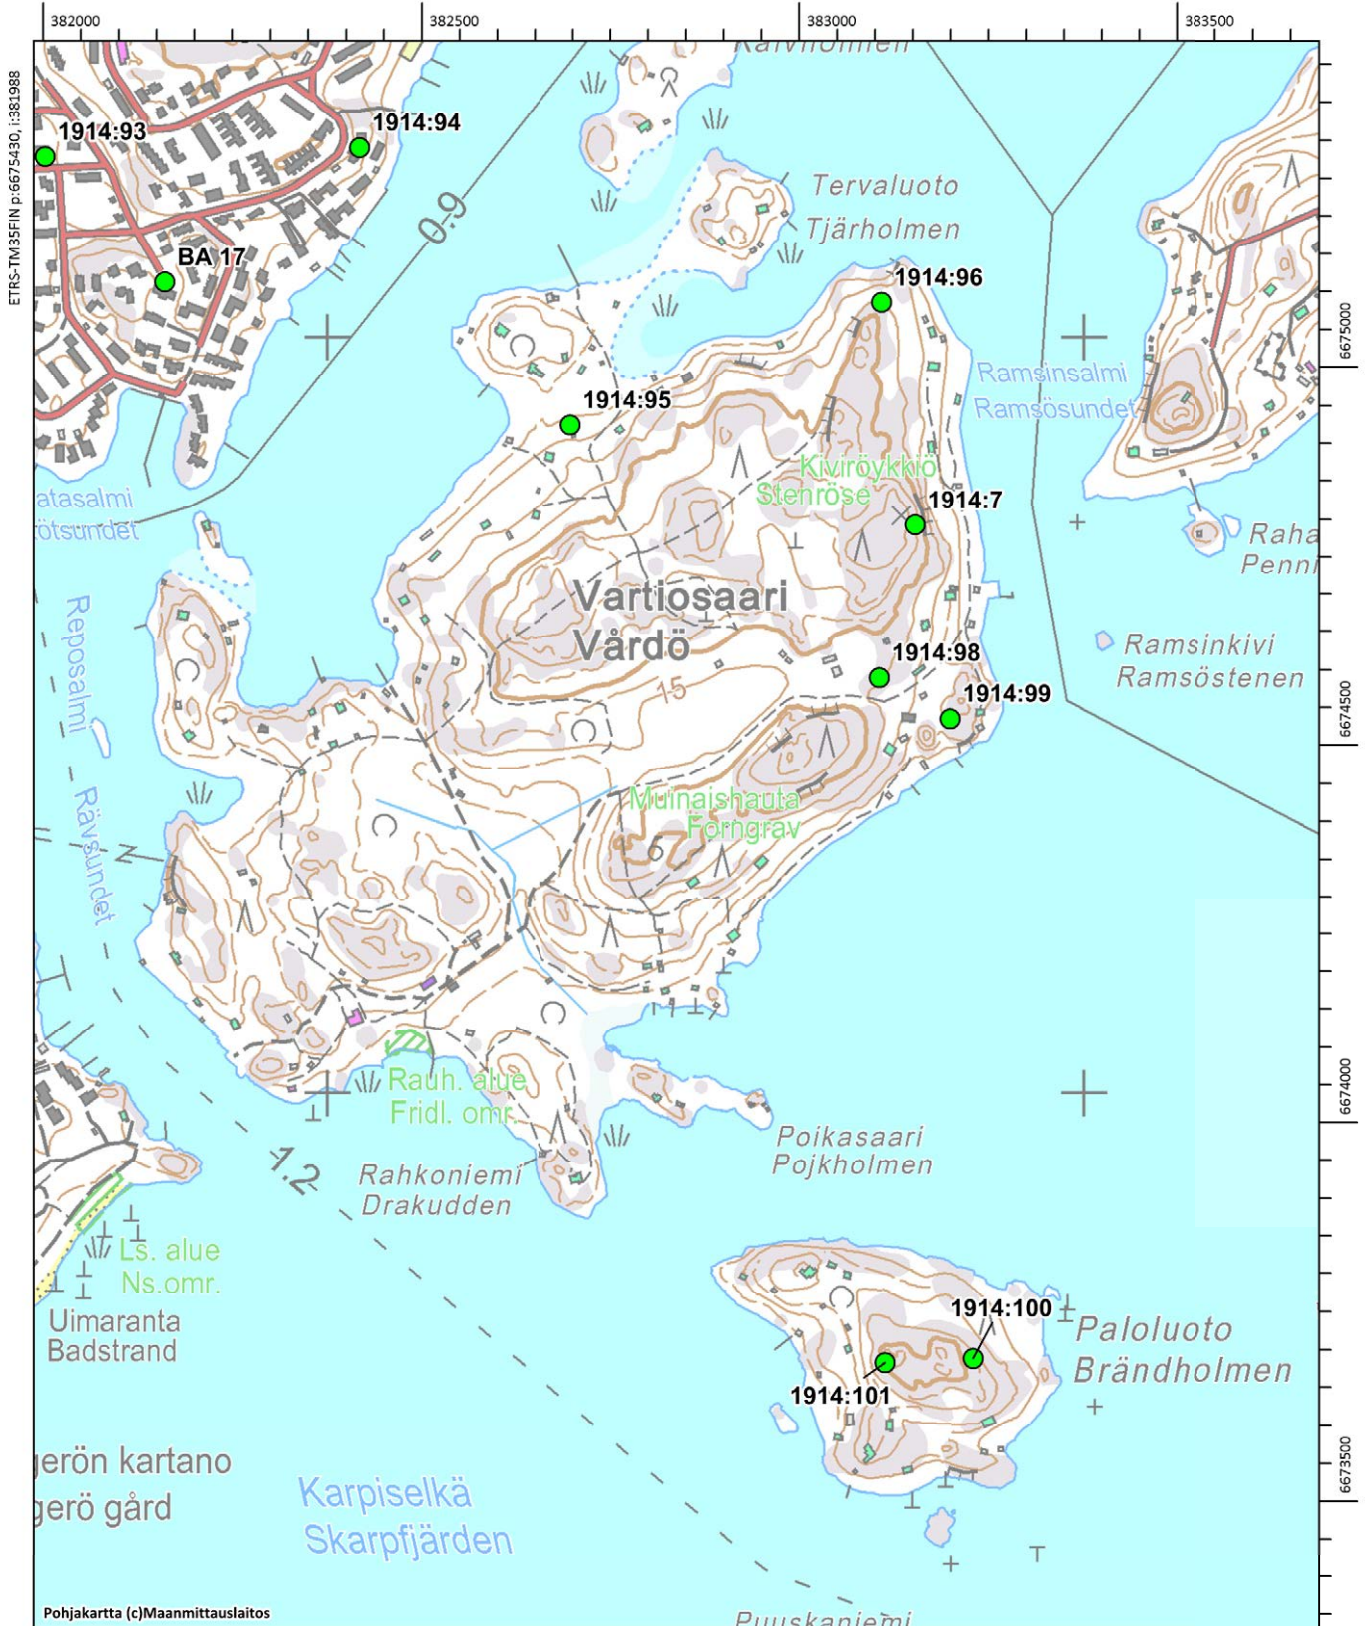 382000
382500
383000
383500
ETRS-TM35FIN p:6675430, i:381988
Kalvholmen
1914:93
1914:94
0-9
Tervaluoto
Tjärholmen
BA 17
1914:96
6675000
Ramsinsalmi
Ramsösundet
1914:95
Kiviröykkiö
Stenröse
1914:7
atasalmi
ötsundet
Raha
Penni
Vartiosaari
Vårdö
Reposalmi
Rävsundet
Ramsinkivi
Ramsöstenen
1914:98
1914:99
15
6674500
Muinaishauta
Forngrav
6674000
Rauh. alue
Fridl. omr.
Poikasaari
Pojkholmen
-1.2
Rahkoniemi
Drakudden
Ls. alue
Ns.omr.
Uimaranta
Badstrand
1914:100
Paloluoto
Brändholmen
1914:101
gerön kartano
gerö gård
6673500
Karpiselkä
Skarpfjärden
Pohjakartta (c)Maanmittauslaitos
Puuskaniemi